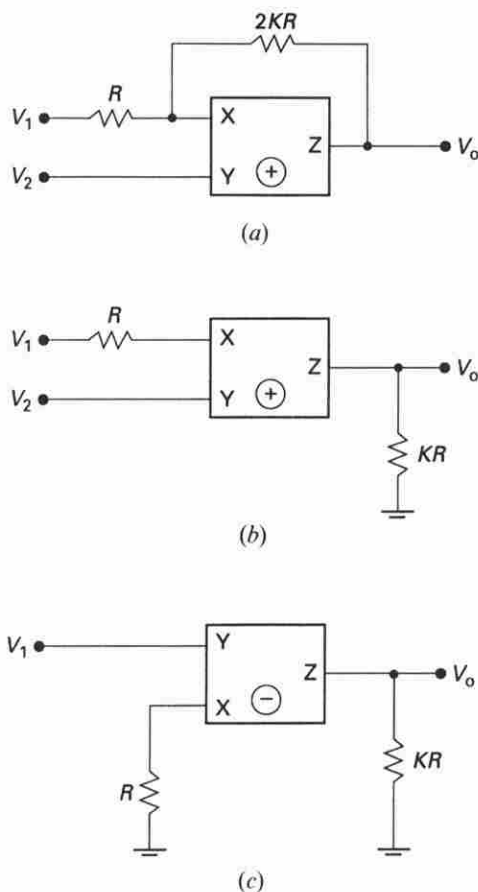 2KR
R
V1 X
Z Vo
V2 Y +
(a)
R
V1 X
Z Vo
V2 Y +
KR
(b)
V1 Y
Z Vo
X −
R KR
(c)